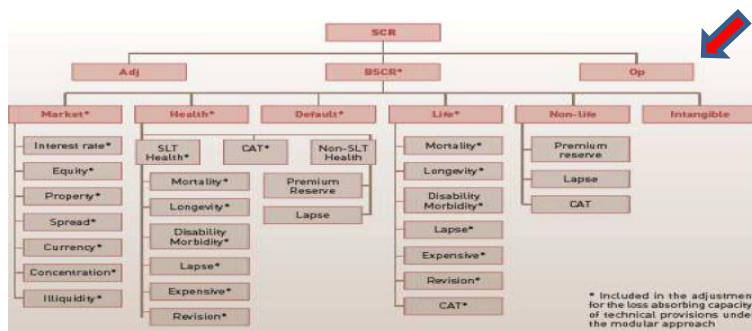 SCR
Adj
BSCR*
Op
Market*
Health*
Default*
Life*
Non-life
Intangible
Interest rate*
Equity*
Property*
Spread*
Currency*
Concentration*
Illiquidity*
SLT
Health*
CAT*
Non-SLT
Health
Mortality*
Longevity*
Disability
Morbidity*
Lapse*
Expensive*
Revision*
Premium
Reserve
Lapse
Mortality*
Longevity*
Disability
Morbidity*
Lapse*
Expensive*
Revision*
CAT*
Premium
reserve
Lapse
CAT
* Included in the adjustmen
for the loss absorbing capacity
of technical provisions unde
the modular approach